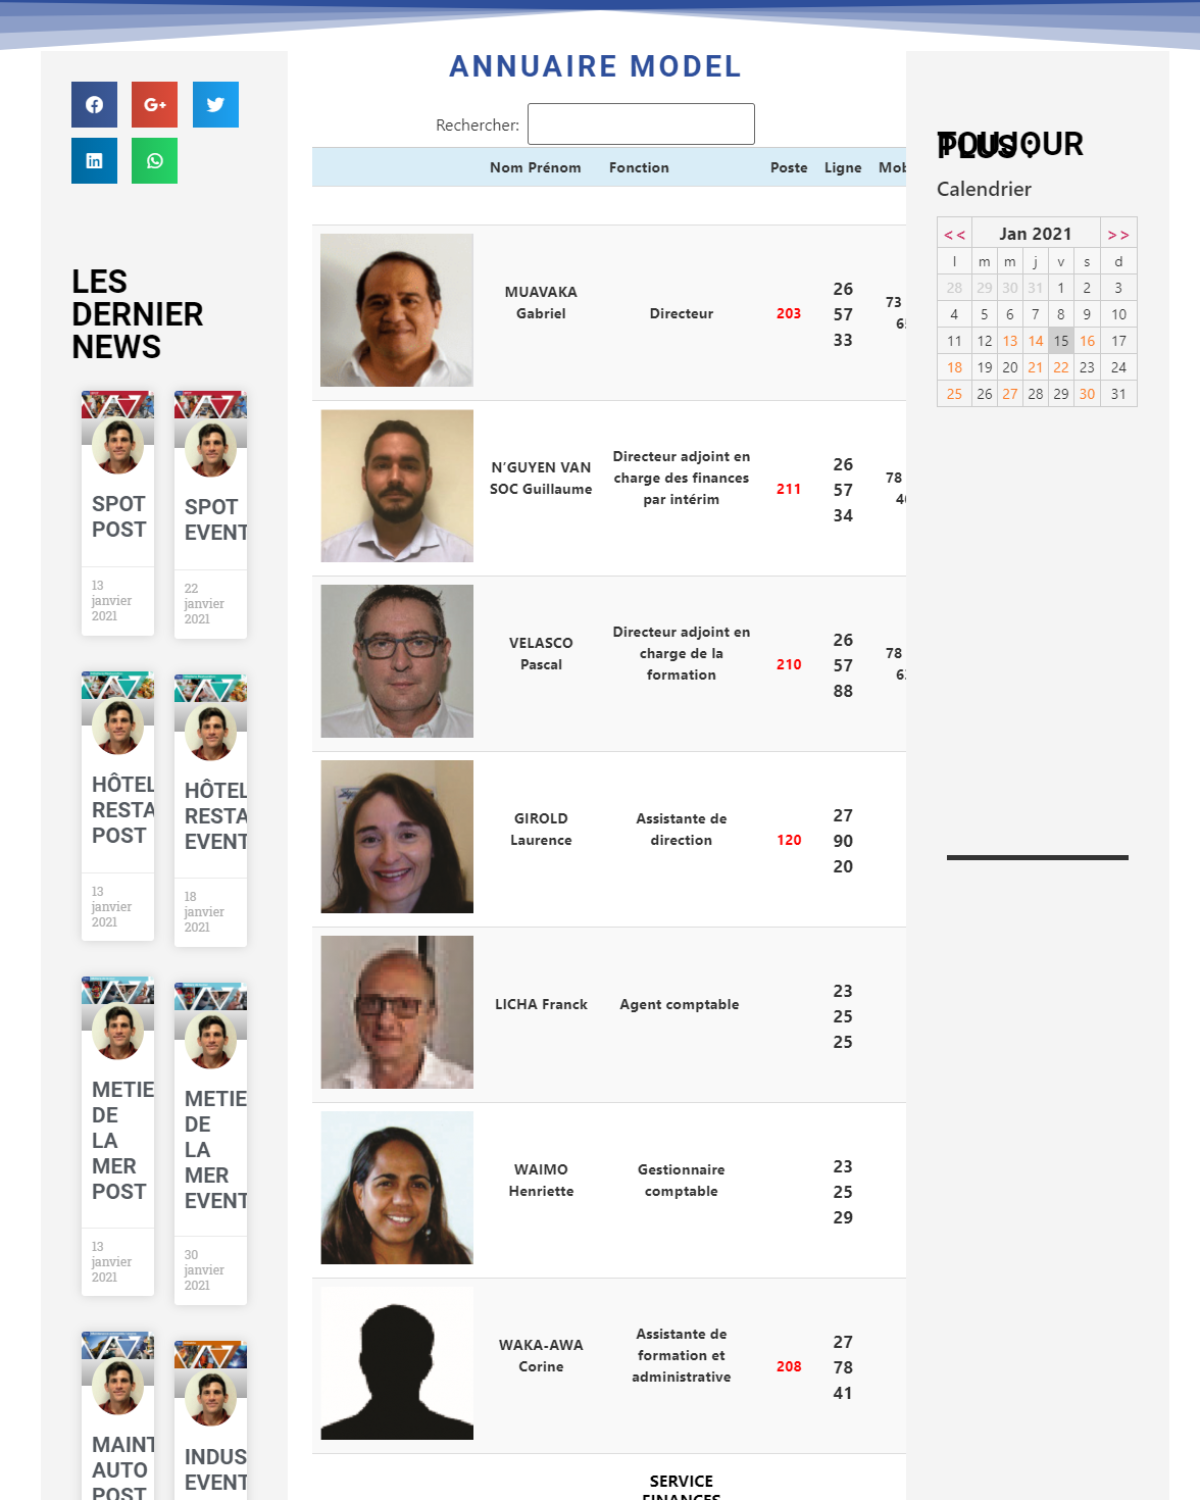 ANNUAIRE MODEL
Rechercher:
Nom Prénom Fonction Poste Ligne Mob
MUAVAKA
Gabriel
Directeur
203
26
57
33
73
6
N'GUYEN VAN
SOC Guillaume
Directeur adjoint en
charge des finances
par intérim
211
26
57
34
78
4
VELASCO
Pascal
Directeur adjoint en
charge de la
formation
210
26
57
88
78
6
GIROLD
Laurence
Assistante de
direction
120
27
90
20
LICHA Franck
Agent comptable
23
25
25
WAIMO
Henriette
Gestionnaire
comptable
23
25
29
WAKA-AWA
Corine
Assistante de
formation et
administrative
208
27
78
41
SERVICE
FINANCES
G+
in
LES
DERNIER
NEWS
SPOT
POST
13
janvier
2021
SPOT
EVENT
22
janvier
2021
HÔTEL
RESTA
POST
13
janvier
2021
HÔTEL
RESTA
EVENT
18
janvier
2021
METIE
DE
LA
MER
POST
13
janvier
2021
METIE
DE
LA
MER
EVENT
30
janvier
2021
MAINT
AUTO
POST
INDUS
EVENT
TOUJOUR
PLUS :
Calendrier
<< Jan 2021 >>
l m m j v s d
28 29 30 31 1 2 3
4 5 6 7 8 9 10
11 12 13 14 15 16 17
18 19 20 21 22 23 24
25 26 27 28 29 30 31